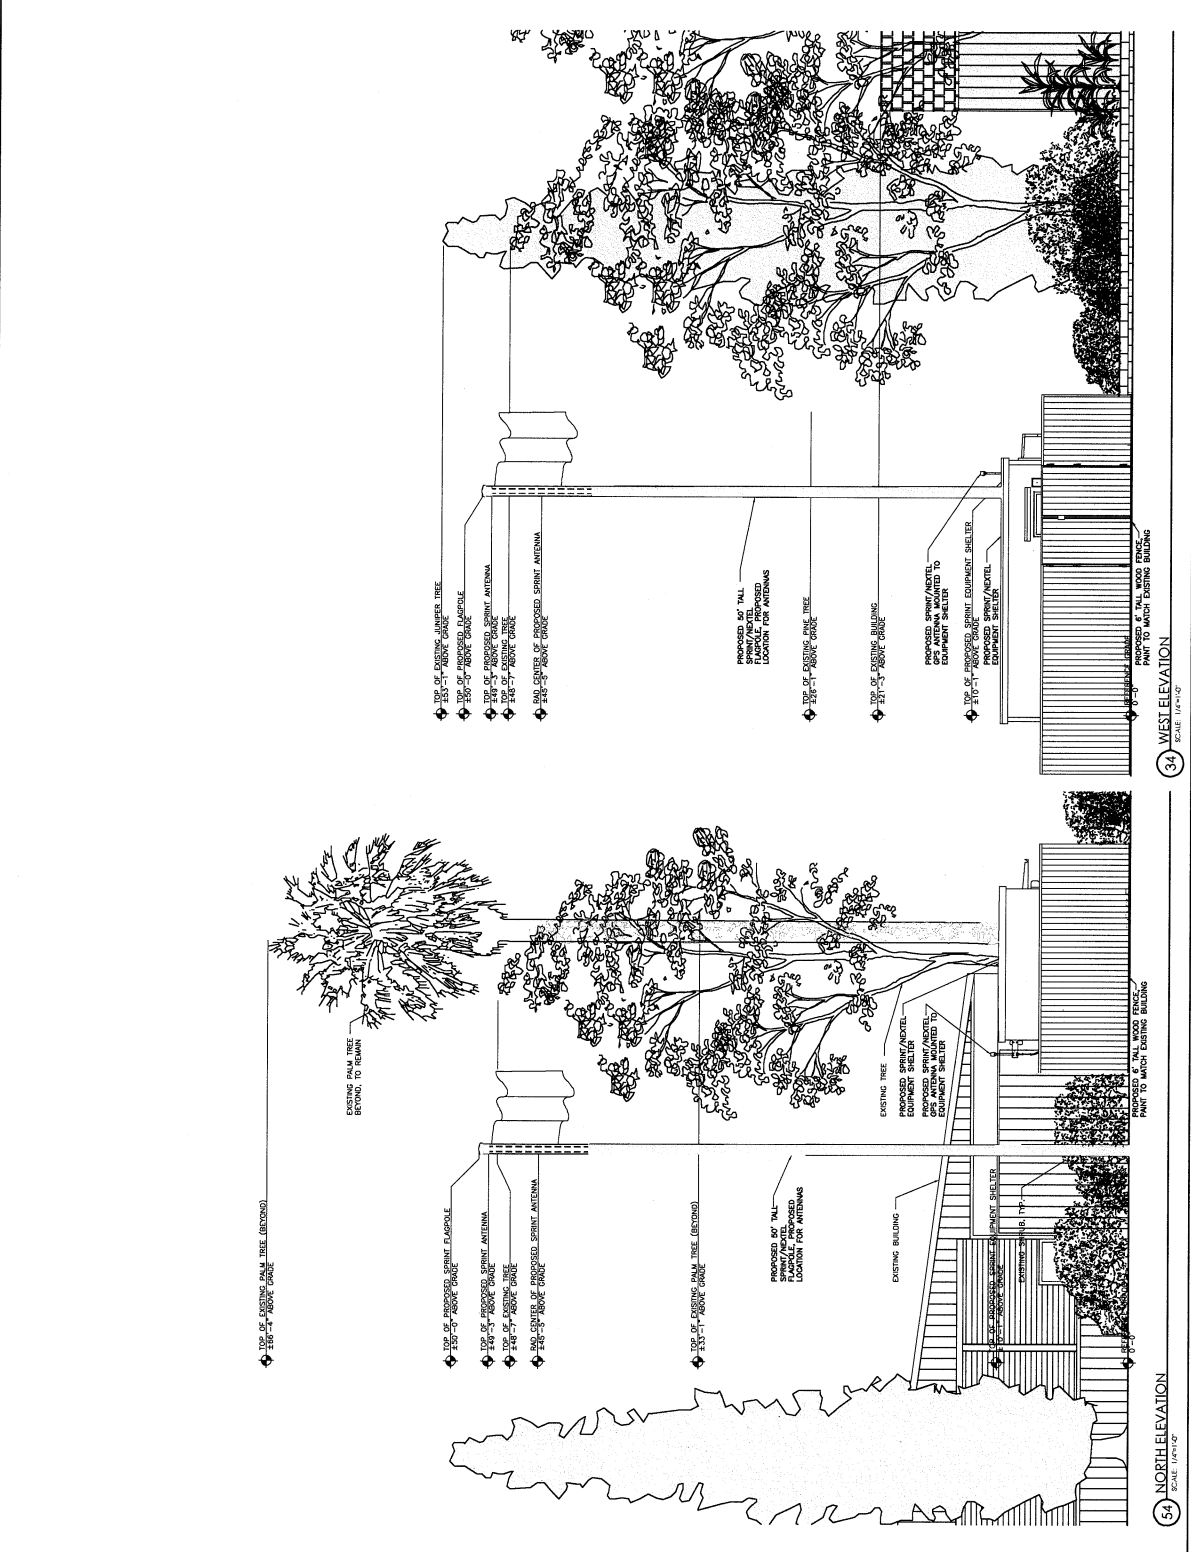 TOP OF EXISTING PALM TREE (BEYOND)
±66'-4" ABOVE GRADE
EXISTING PALM TREE
BEYOND, TO REMAIN
TOP OF PROPOSED SPRINT FLAGPOLE
±50'-0" ABOVE GRADE
TOP OF PROPOSED SPRINT ANTENNA
±49'-3" ABOVE GRADE
TOP OF EXISTING TREE
±48'-7" ABOVE GRADE
RAD CENTER OF PROPOSED SPRINT ANTENNA
±45'-5" ABOVE GRADE
TOP OF EXISTING PALM TREE (BEYOND)
±33'-1" ABOVE GRADE
PROPOSED 50' TALL
SPRINT/NEXTEL
FLAGPOLE, PROPOSED
LOCATION FOR ANTENNAS
EXISTING TREE
PROPOSED SPRINT/NEXTEL
EQUIPMENT SHELTER
PROPOSED SPRINT/NEXTEL
GPS ANTENNA MOUNTED TO
EQUIPMENT SHELTER
EXISTING BUILDING
TOP OF PROPOSED SPRINT EQUIPMENT SHELTER
ABOVE GRADE
EXISTING SHRUB, TYP.
0'-0"
PROPOSED 6' TALL WOOD FENCE,
PAINT TO MATCH EXISTING BUILDING
54
NORTH ELEVATION
SCALE: 1/4"=1'-0"
TOP OF EXISTING JUNIPER TREE
±53'-1" ABOVE GRADE
TOP OF PROPOSED FLAGPOLE
±50'-0" ABOVE GRADE
TOP OF PROPOSED SPRINT ANTENNA
±49'-3" ABOVE GRADE
TOP OF EXISTING TREE
±48'-7" ABOVE GRADE
RAD CENTER OF PROPOSED SPRINT ANTENNA
±45'-5" ABOVE GRADE
PROPOSED 50' TALL
SPRINT/NEXTEL
FLAGPOLE, PROPOSED
LOCATION FOR ANTENNAS
TOP OF EXISTING PINE TREE
±26'-1" ABOVE GRADE
TOP OF EXISTING BUILDING
±21'-3" ABOVE GRADE
PROPOSED SPRINT/NEXTEL
GPS ANTENNA MOUNTED TO
EQUIPMENT SHELTER
TOP OF PROPOSED SPRINT EQUIPMENT SHELTER
±10'-1" ABOVE GRADE
PROPOSED SPRINT/NEXTEL
EQUIPMENT SHELTER
REFERENCE GRADE
0'-0"
PROPOSED 6' TALL WOOD FENCE,
PAINT TO MATCH EXISTING BUILDING
34
WEST ELEVATION
SCALE: 1/4"=1'-0"